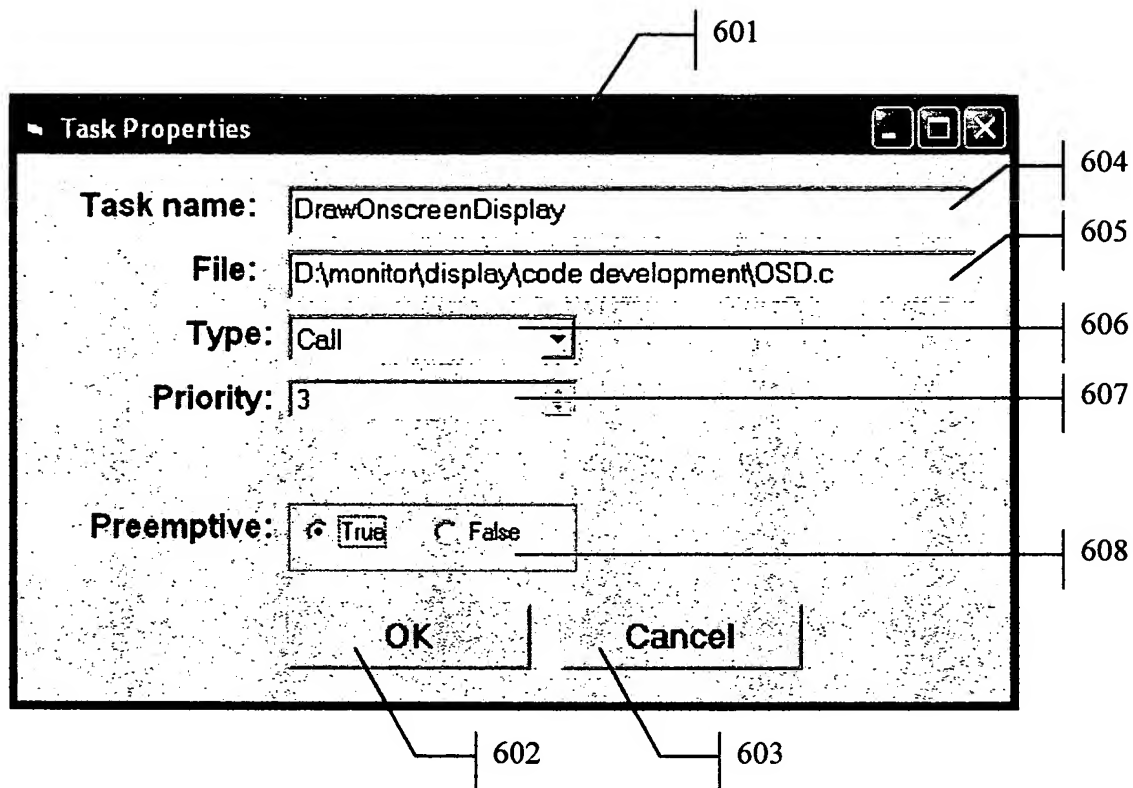 601
Task Properties
Task name: DrawOnscreenDisplay
604
File: D:\monitor\display\code development\OSD.c
605
Type: Call
606
Priority: 3
607
Preemptive: True False
608
OK Cancel
602 603